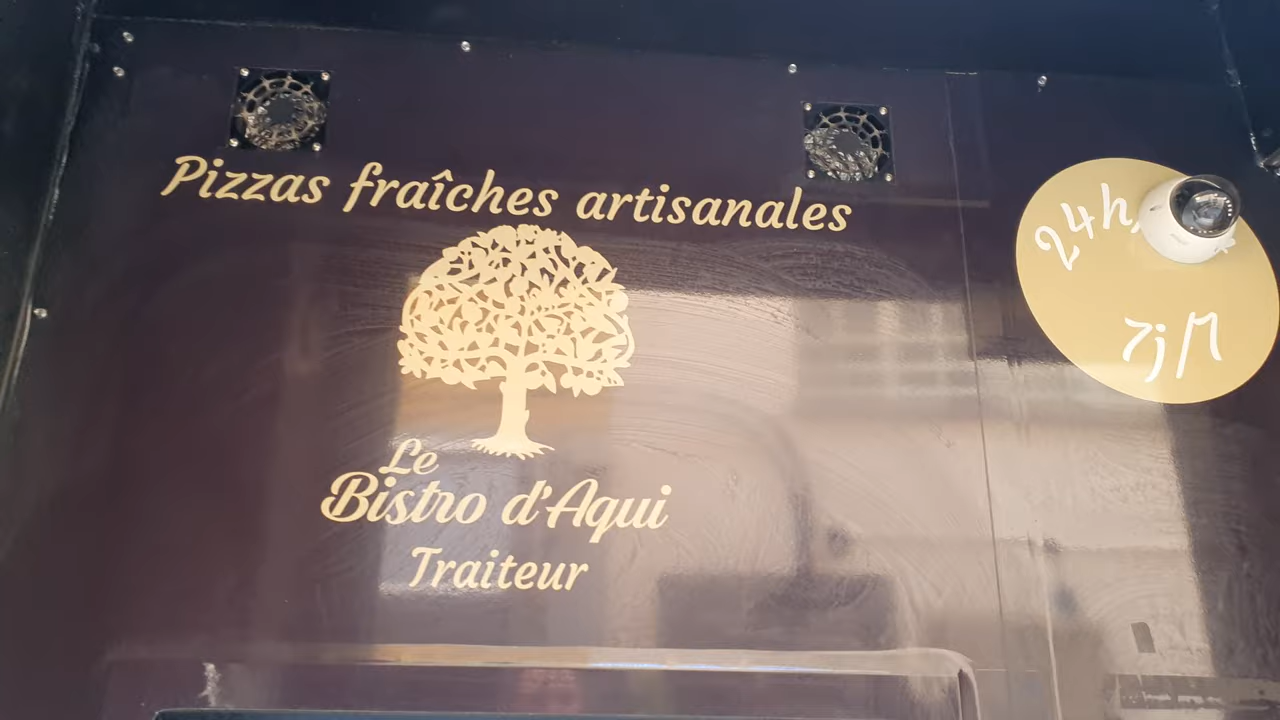 Pizzas fraîches artisanales
Le
Bistro d'Aqui
Traiteur
24h/
7j/7